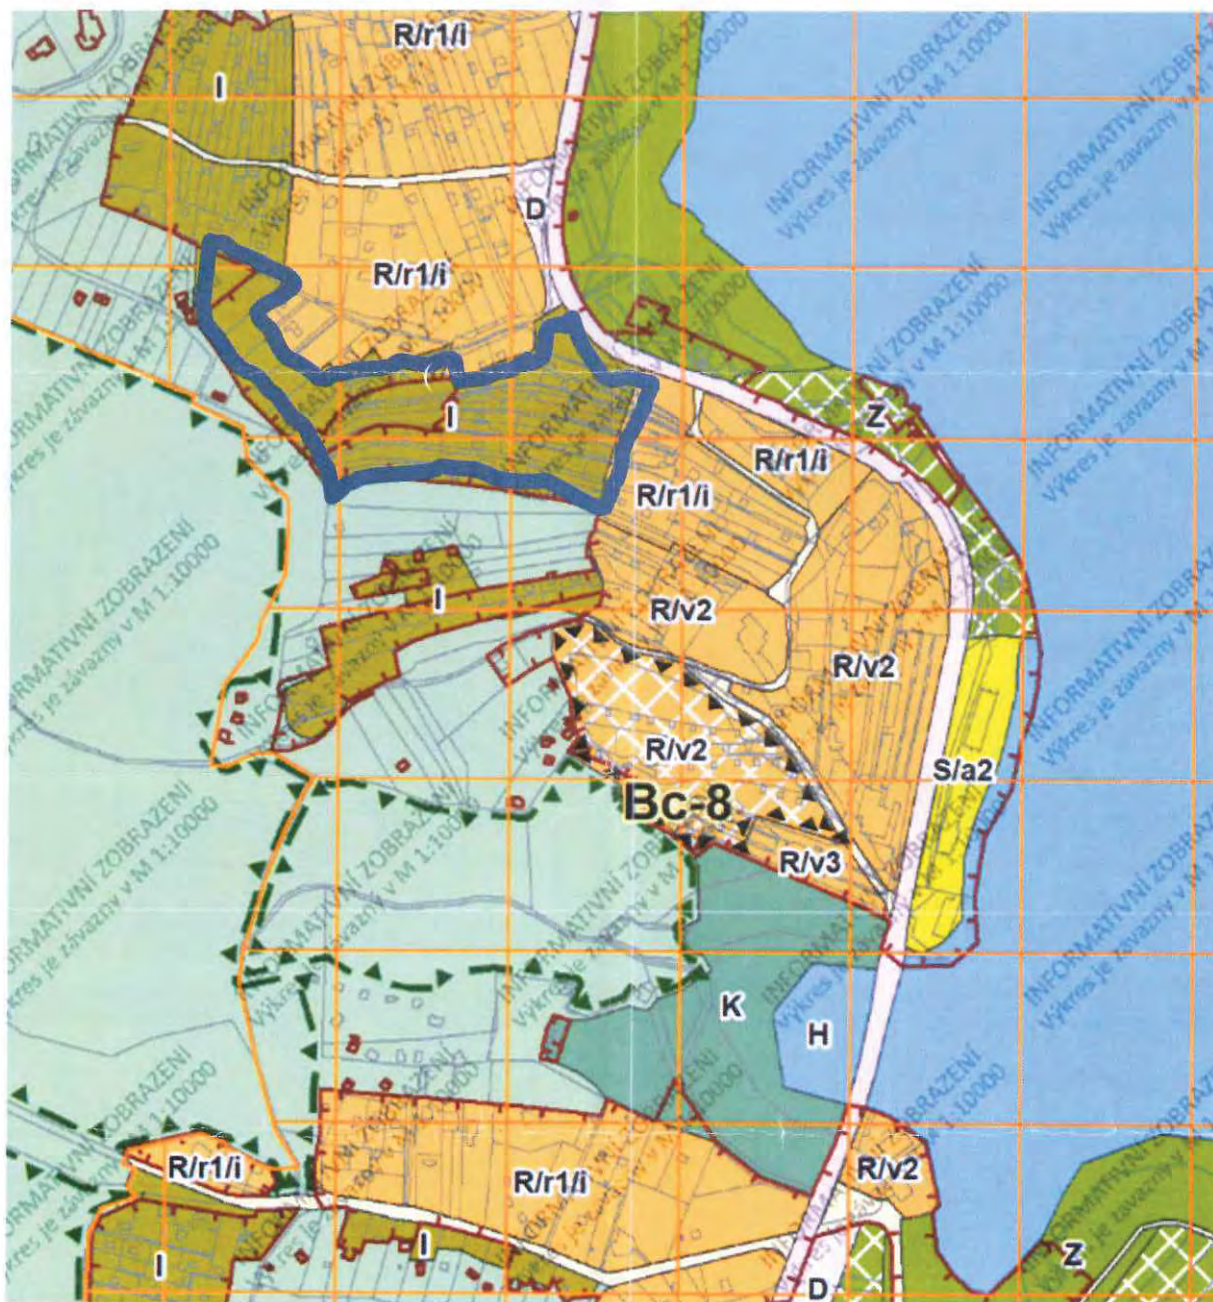 R/r1/i
I
INFORMATIVNÍ ZOBRAZENÍ
Výkres je závazný v M 1:10000
D
R/r1/i
I
Z
R/r1/i
R/r1/i
I
R/v2
R/v2
R/v2
S/a2
Bc-8
R/v3
K
H
R/r1/i
R/r1/i
R/v2
I
I
Z
D